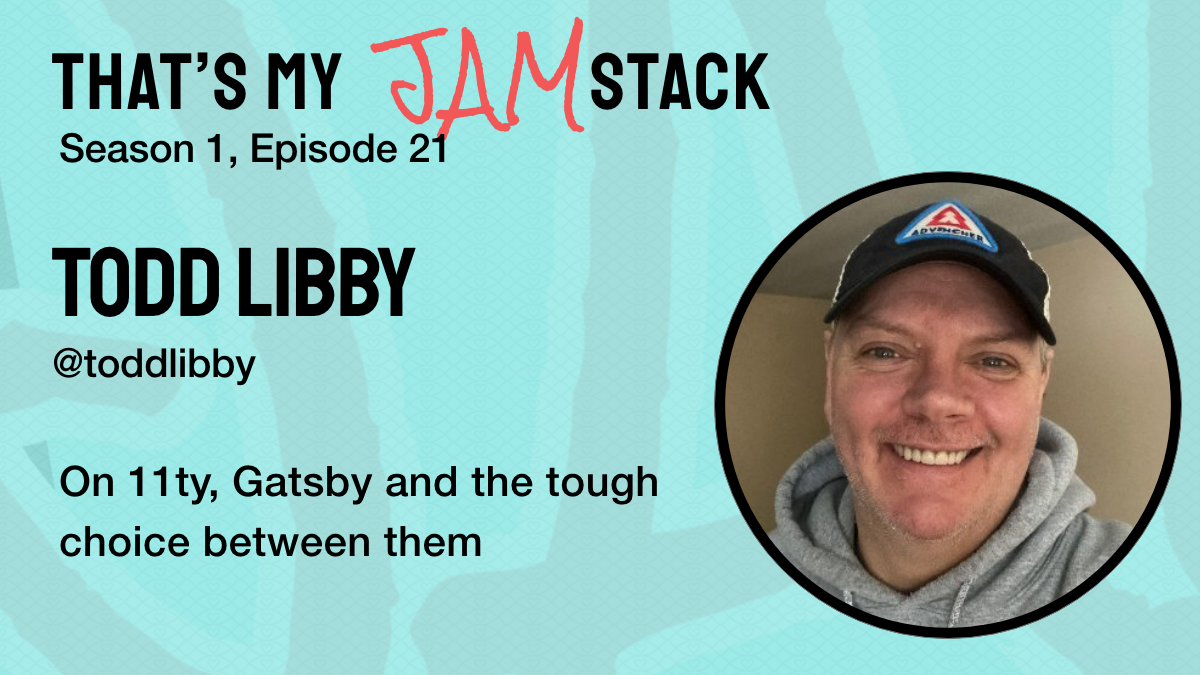 THAT'S MY JAMSTACK
Season 1, Episode 21
TODD LIBBY
@toddlibby
On 11ty, Gatsby and the tough
choice between them